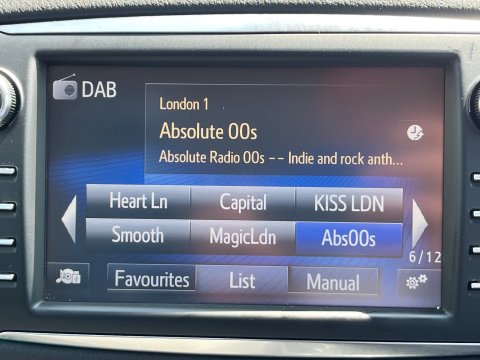 DAB
London 1
Absolute 00s
Absolute Radio 00s -- Indie and rock anth...
Heart Ln Capital KISS LDN
Smooth MagicLdn Abs00s
6/12
Favourites List Manual